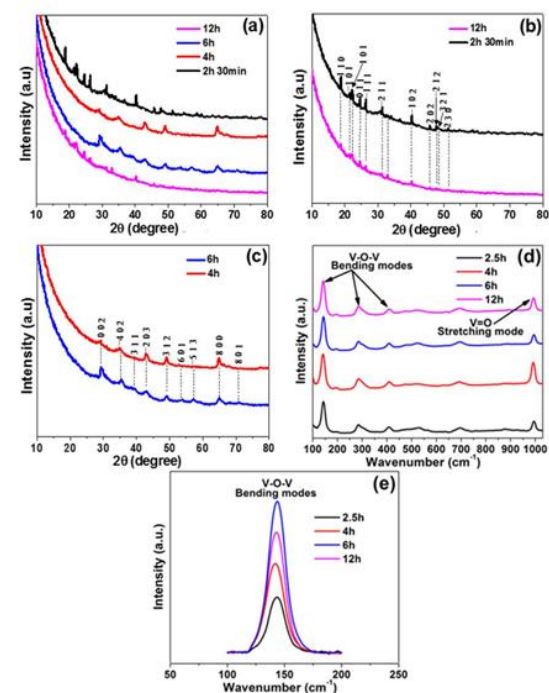 (a)
12h
6h
4h
2h 30min
Intensity (a.u)
10 20 30 40 50 60 70 80
2θ (degree)
(b)
12h
2h 30min
1 1 0
1 0 1
0 1 1
1 1 1
2 1 1
1 0 2
2 0 2
2 1 2
Intensity (a.u)
10 20 30 40 50 60 70 80
2θ (degree)
(c)
6h
4h
0 0 2
4 0 2
3 1 1
2 0 3
3 1 2
6 0 1
5 1 3
8 0 0
8 0 1
Intensity (a.u)
10 20 30 40 50 60 70 80
2θ (degree)
(d)
V-O-V
Bending modes
2.5h
4h
6h
12h
V=O
Stretching mode
Intensity (a.u.)
100 200 300 400 500 600 700 800 900 1000
Wavenumber (cm⁻¹)
(e)
V-O-V
Bending modes
2.5h
4h
6h
12h
Intensity (a.u.)
50 100 150 200 250
Wavenumber (cm⁻¹)